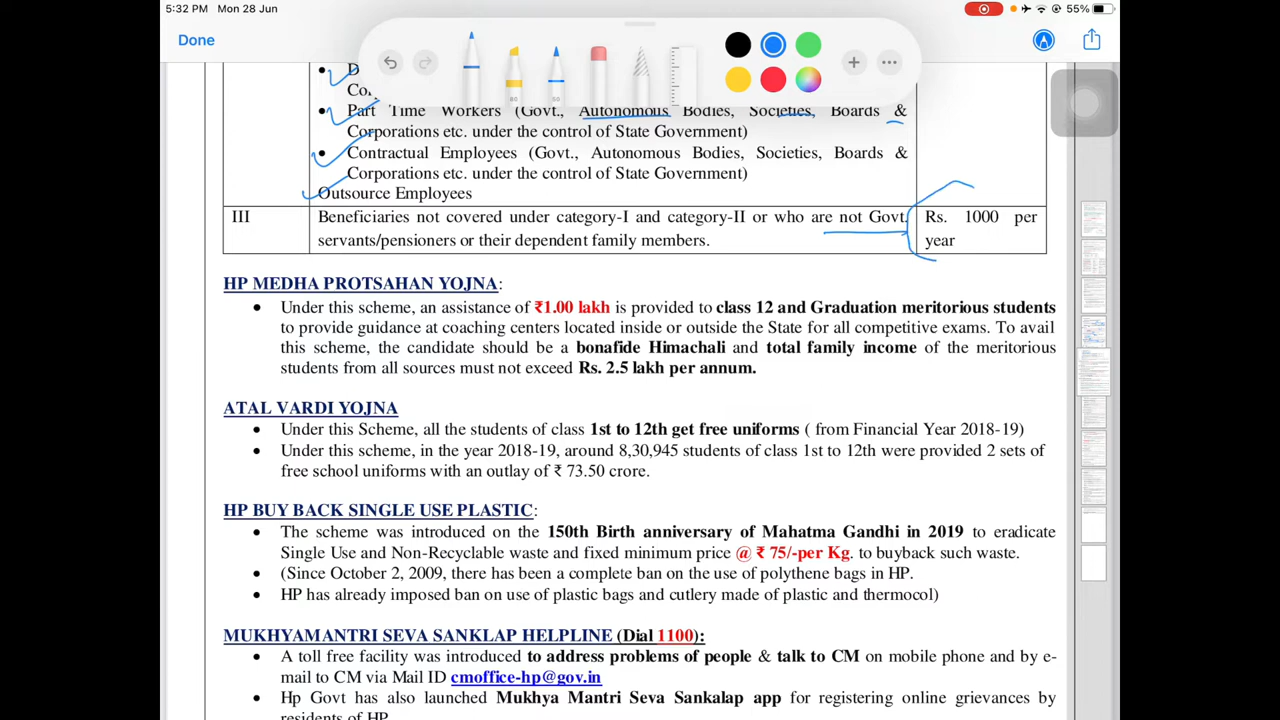 5:32 PM Mon 28 Jun
55%
Done
D
Co
• Part Time Workers (Govt., Autonomous Bodies, Societies, Boards &
Corporations etc. under the control of State Government)
• Contractual Employees (Govt., Autonomous Bodies, Societies, Boards &
Corporations etc. under the control of State Government)
Outsource Employees
III Beneficiaries not covered under category-I and category-II or who are not Govt. Rs. 1000 per
servants/pensioners or their dependent family members. year
HP MEDHA PROTSHAN YOJNA:
• Under this scheme, an assistance of ₹1.00 lakh is provided to class 12 and Graduation meritorious students
to provide guidance at coaching centers located inside or outside the State for all competitive exams. To avail
this scheme, a candidate should be a bonafide Himachali and total family income of the meritorious
students from all sources must not exceed Rs. 2.5 lakh per annum.
ATAL VARDI YOJNA
• Under this Scheme, all the students of class 1st to 12th get free uniforms ( from Financial Year 2018-19)
• Under this scheme, in the FY 2018-19 around students of class 1st to 12th were provided 2 sets of
free school uniforms with an outlay of ₹ 73.50 crore.
HP BUY BACK SINGLE USE PLASTIC:
• The scheme was introduced on the 150th Birth anniversary of Mahatma Gandhi in 2019 to eradicate
Single Use and Non-Recyclable waste and fixed minimum price @ ₹ 75/-per Kg. to buyback such waste.
• (Since October 2, 2009, there has been a complete ban on the use of polythene bags in HP.
• HP has already imposed ban on use of plastic bags and cutlery made of plastic and thermocol)
MUKHYAMANTRI SEVA SANKLAP HELPLINE (Dial 1100):
• A toll free facility was introduced to address problems of people & talk to CM on mobile phone and by e-
mail to CM via Mail ID cmoffice-hp@gov.in
• Hp Govt has also launched Mukhya Mantri Seva Sankalap app for registering online grievances by
residents of HP.